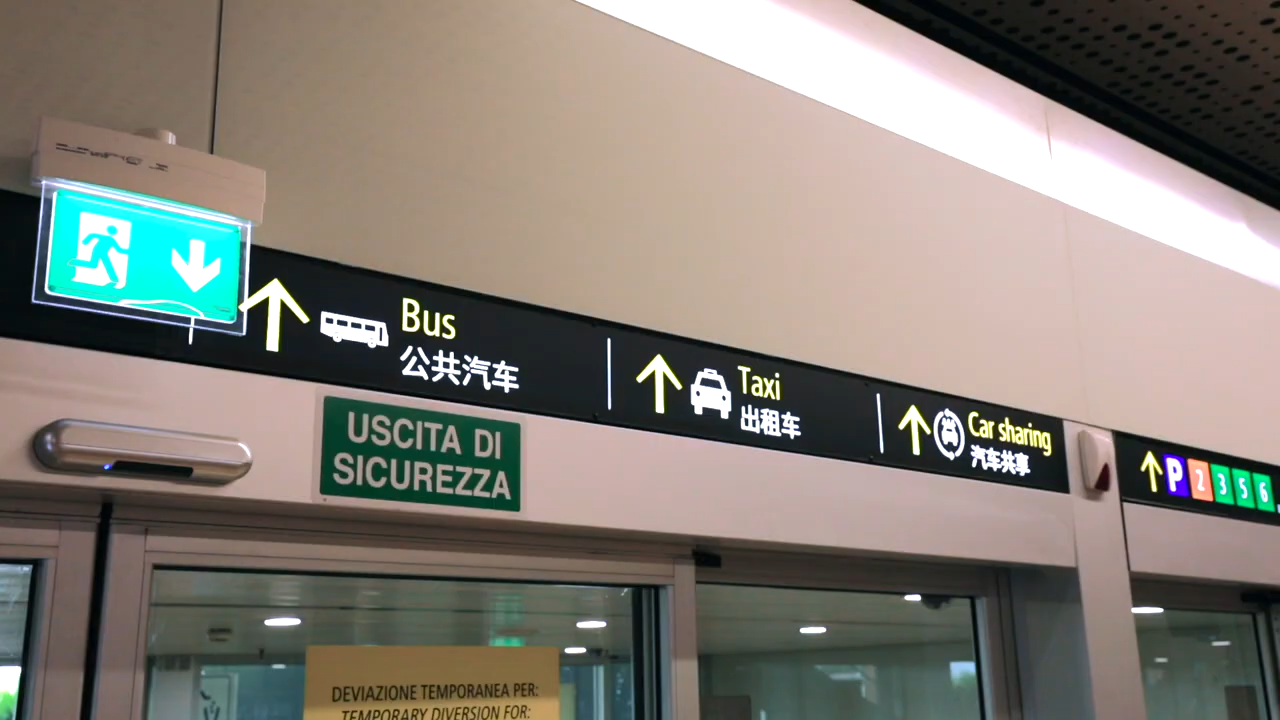 Bus
公共汽车
Taxi
出租车
Car sharing
汽车共享
P 2 3 5 6
USCITA DI
SICUREZZA
DEVIAZIONE TEMPORANEA PER:
TEMPORARY DIVERSION FOR: